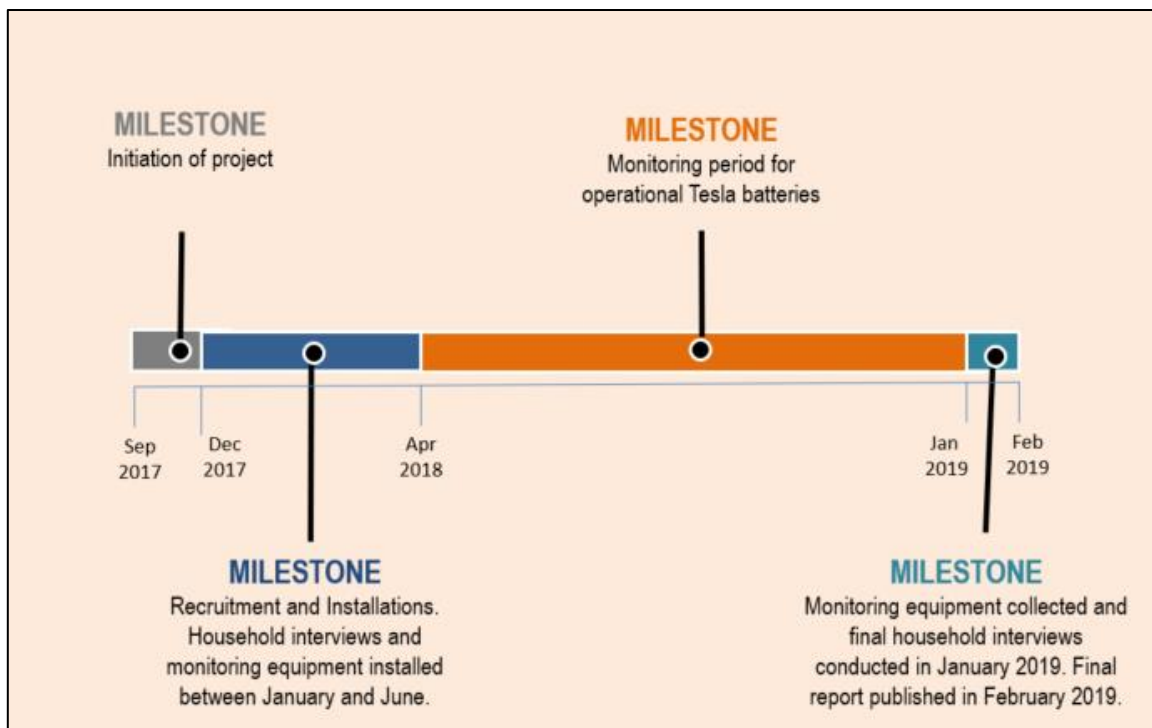 MILESTONE
Initiation of project
MILESTONE
Monitoring period for
operational Tesla batteries
Sep
2017
Dec
2017
Apr
2018
Jan
2019
Feb
2019
MILESTONE
Recruitment and Installations.
Household interviews and
monitoring equipment installed
between January and June.
MILESTONE
Monitoring equipment collected and
final household interviews
conducted in January 2019. Final
report published in February 2019.